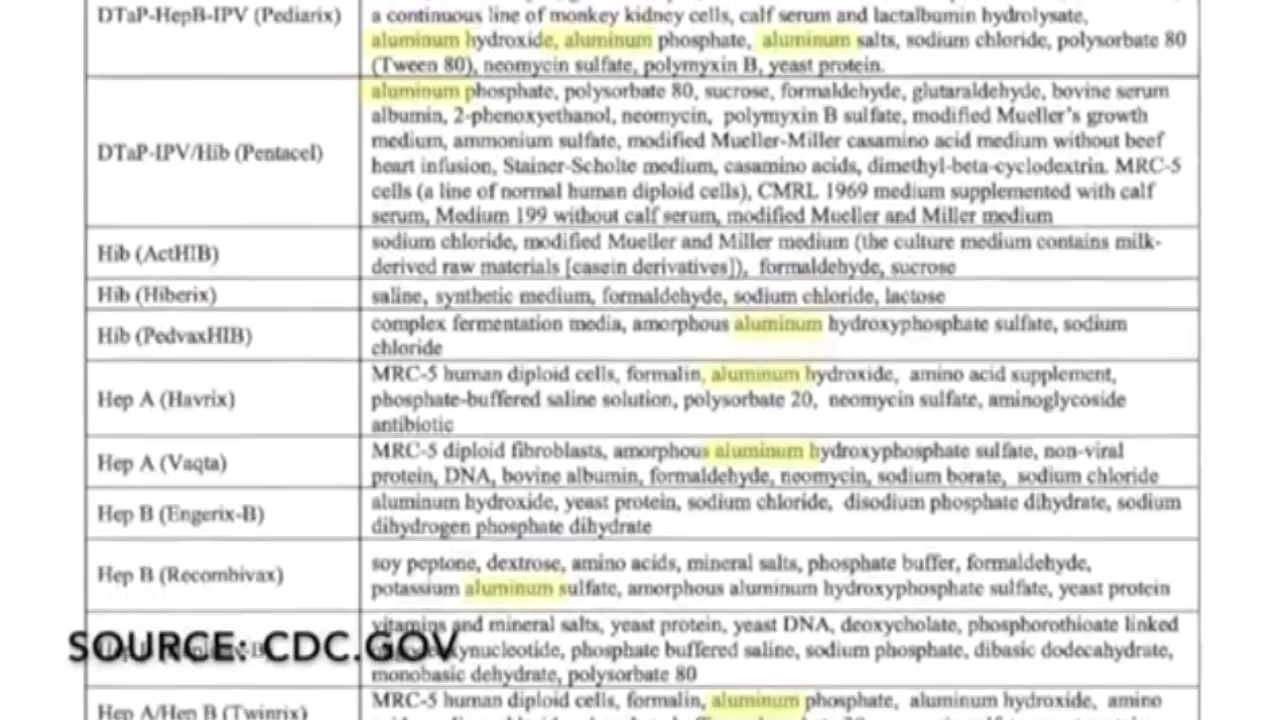 DTaP-HepB-IPV (Pediarix)
a continuous line of monkey kidney cells, calf serum and lactalbumin hydrolysate,
aluminum hydroxide, aluminum phosphate, aluminum salts, sodium chloride, polysorbate 80
(Tween 80), neomycin sulfate, polymyxin B, yeast protein.
DTaP-IPV/Hib (Pentacel)
aluminum phosphate, polysorbate 80, sucrose, formaldehyde, glutaraldehyde, bovine serum
albumin, 2-phenoxyethanol, neomycin, polymyxin B sulfate, modified Mueller's growth
medium, ammonium sulfate, modified Mueller-Miller casamino acid medium without beef
heart infusion, Stainer-Scholte medium, casamino acids, dimethyl-beta-cyclodextrin. MRC-5
cells (a line of normal human diploid cells), CMRL 1969 medium supplemented with calf
serum, Medium 199 without calf serum, modified Mueller and Miller medium
Hib (ActHIB)
sodium chloride, modified Mueller and Miller medium (the culture medium contains milk-
derived raw materials [casein derivatives]), formaldehyde, sucrose
Hib (Hiberix)
saline, synthetic medium, formaldehyde, sodium chloride, lactose
Hib (PedvaxHIB)
complex fermentation media, amorphous aluminum hydroxyphosphate sulfate, sodium
chloride
Hep A (Havrix)
MRC-5 human diploid cells, formalin, aluminum hydroxide, amino acid supplement,
phosphate-buffered saline solution, polysorbate 20, neomycin sulfate, aminoglycoside
antibiotic
Hep A (Vaqta)
MRC-5 diploid fibroblasts, amorphous aluminum hydroxyphosphate sulfate, non-viral
protein, DNA, bovine albumin, formaldehyde, neomycin, sodium borate, sodium chloride
Hep B (Engerix-B)
aluminum hydroxide, yeast protein, sodium chloride, disodium phosphate dihydrate, sodium
dihydrogen phosphate dihydrate
Hep B (Recombivax)
soy peptone, dextrose, amino acids, mineral salts, phosphate buffer, formaldehyde,
potassium aluminum sulfate, amorphous aluminum hydroxyphosphate sulfate, yeast protein
vitamins and mineral salts, yeast protein, yeast DNA, deoxycholate, phosphorothioate linked
phosphate buffered saline, sodium phosphate, dibasic dodecahydrate,
monobasic dehydrate, polysorbate 80
SOURCE: CDC.GOV
Hep A/Hep B (Twinrix)
MRC-5 human diploid cells, formalin, aluminum phosphate, aluminum hydroxide, amino